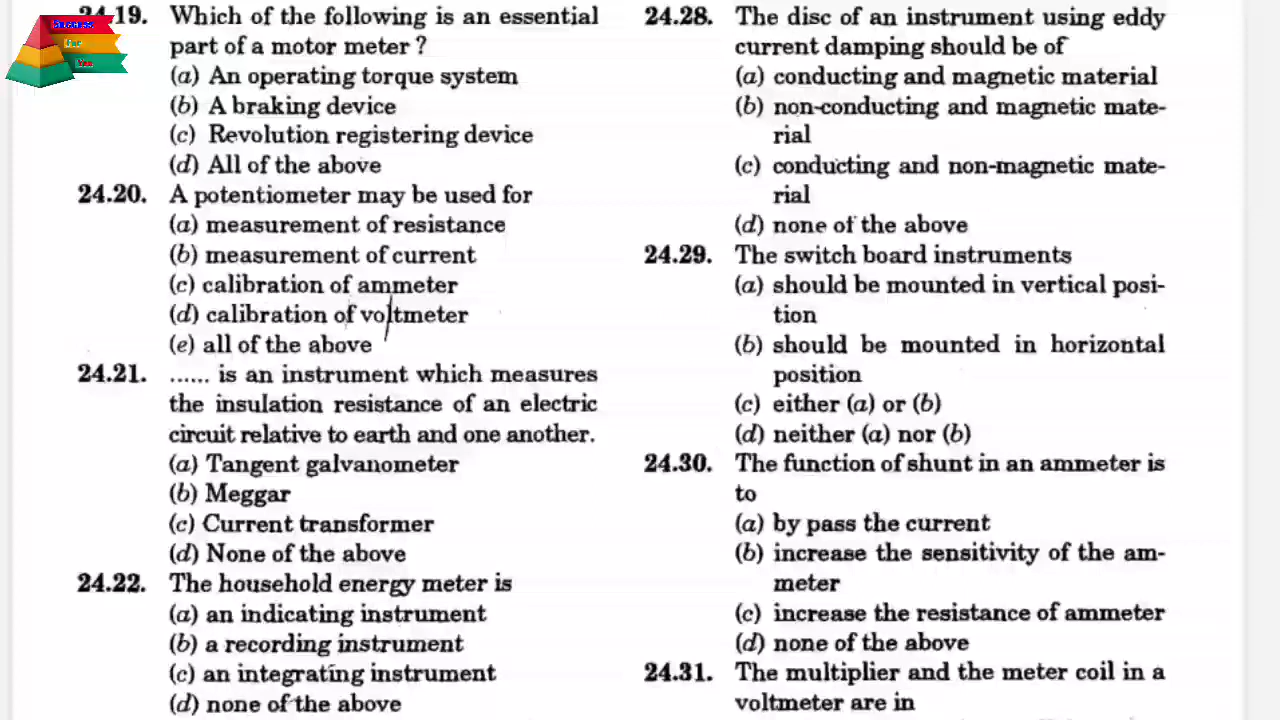 Success
For
You
24.19. Which of the following is an essential
part of a motor meter ?
(a) An operating torque system
(b) A braking device
(c) Revolution registering device
(d) All of the above
24.20. A potentiometer may be used for
(a) measurement of resistance
(b) measurement of current
(c) calibration of ammeter
(d) calibration of voltmeter
(e) all of the above
24.21. ...... is an instrument which measures
the insulation resistance of an electric
circuit relative to earth and one another.
(a) Tangent galvanometer
(b) Meggar
(c) Current transformer
(d) None of the above
24.22. The household energy meter is
(a) an indicating instrument
(b) a recording instrument
(c) an integrating instrument
(d) none of the above
24.28. The disc of an instrument using eddy
current damping should be of
(a) conducting and magnetic material
(b) non-conducting and magnetic mate-
rial
(c) conducting and non-magnetic mate-
rial
(d) none of the above
24.29. The switch board instruments
(a) should be mounted in vertical posi-
tion
(b) should be mounted in horizontal
position
(c) either (a) or (b)
(d) neither (a) nor (b)
24.30. The function of shunt in an ammeter is
to
(a) by pass the current
(b) increase the sensitivity of the am-
meter
(c) increase the resistance of ammeter
(d) none of the above
24.31. The multiplier and the meter coil in a
voltmeter are in